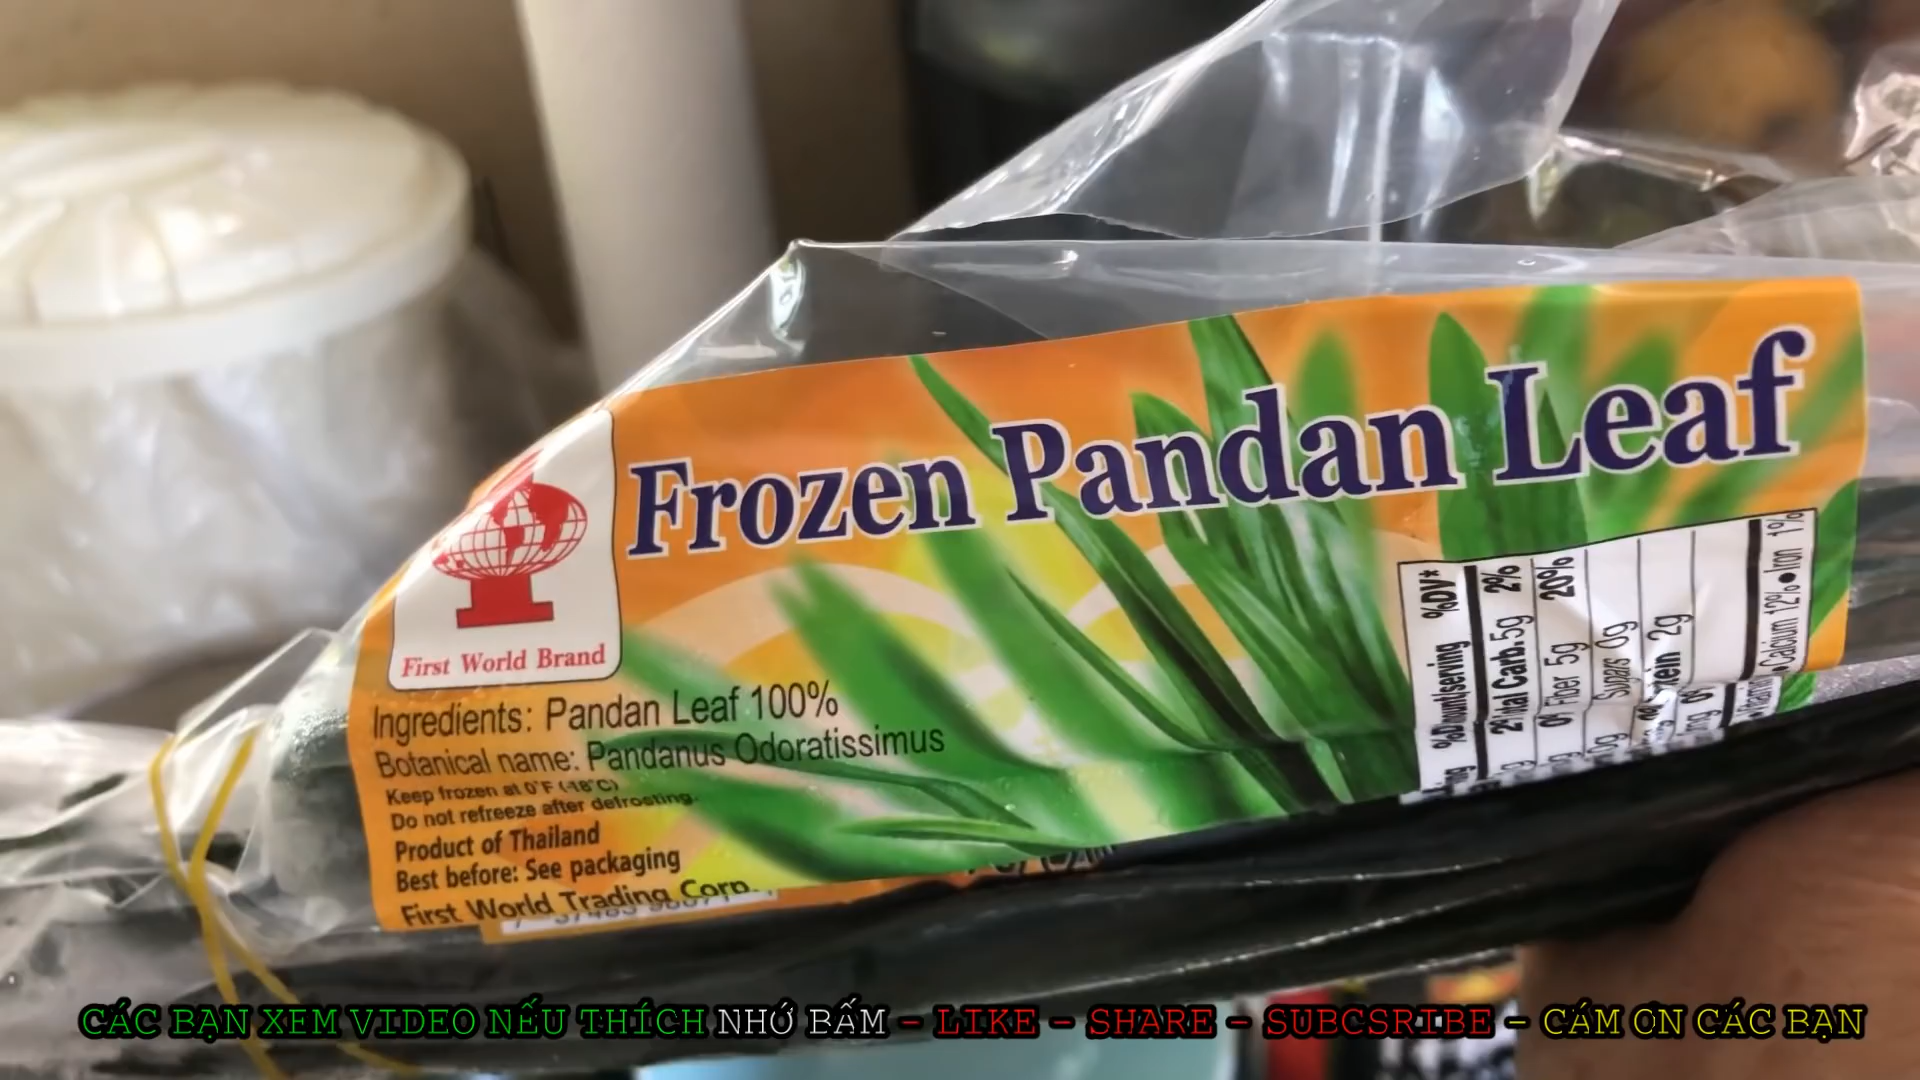 Frozen Pandan Leaf
First World Brand
Ingredients: Pandan Leaf 100%
Botanical name: Pandanus Odoratissimus
Keep frozen at 0°F (-18°C)
Do not refreeze after defrosting.
Product of Thailand
Best before: See packaging
First World Trading Corp.
%DV*
Carb. 5g 2%
Fiber 5g 20%
Sugars 0g
2g
Calcium 12% • Iron 1%
CÁC BẠN XEM VIDEO NẾU THÍCH NHỚ BẤM - LIKE - SHARE - SUBCSRIBE - CÁM ƠN CÁC BẠN